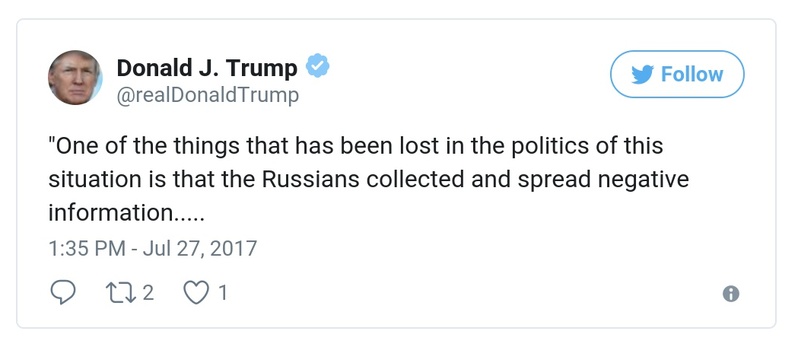 Donald J. Trump
@realDonaldTrump
Follow
"One of the things that has been lost in the politics of this
situation is that the Russians collected and spread negative
information.....
1:35 PM - Jul 27, 2017
2 1